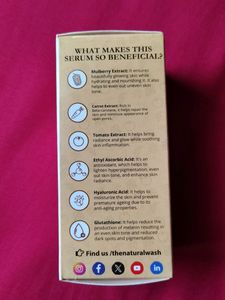 WHAT MAKES THIS
SERUM SO BENEFICIAL?
Mulberry Extract: It ensures
beautifully glowing skin while
hydrating and nourishing it. It also
helps to even out uneven skin
tone.
Carrot Extract: Rich in
Beta-carotene, it helps repair the
skin and minimize appearance of
open pores.
Tomato Extract: It helps bring
radiance and glow while soothing
skin inflammation.
Ethyl Ascorbic Acid: It's an
antioxidant, which helps to
lighten hyperpigmentation, even
out skin tone, and enhance skin
radiance.
Hyaluronic Acid: It helps to
moisturize the skin and prevent
premature aging due to its
anti-aging properties.
Glutathione: It helps reduce the
production of melanin resulting in
an even skin tone and reduced
dark spots and pigmentation.
Find us /thenaturalwash